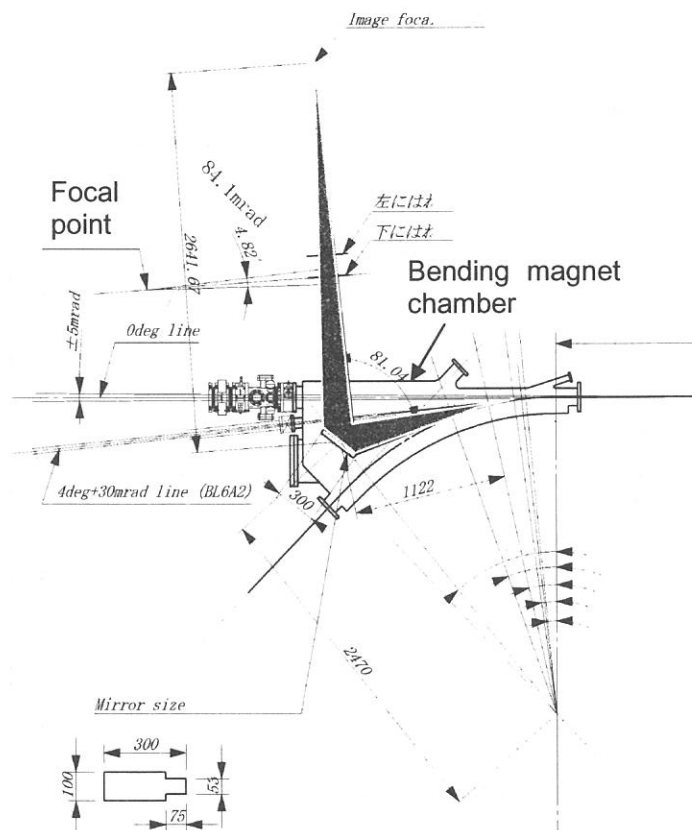 Image foca.
84.1mrad
4.82°
Focal
point
左にはね
下にはね
2641.67
Bending magnet
chamber
±5mrad
0deg line
81.04
4deg+30mrad line (BL6A2)
300
1122
2470
Mirror size
300
100
53
75